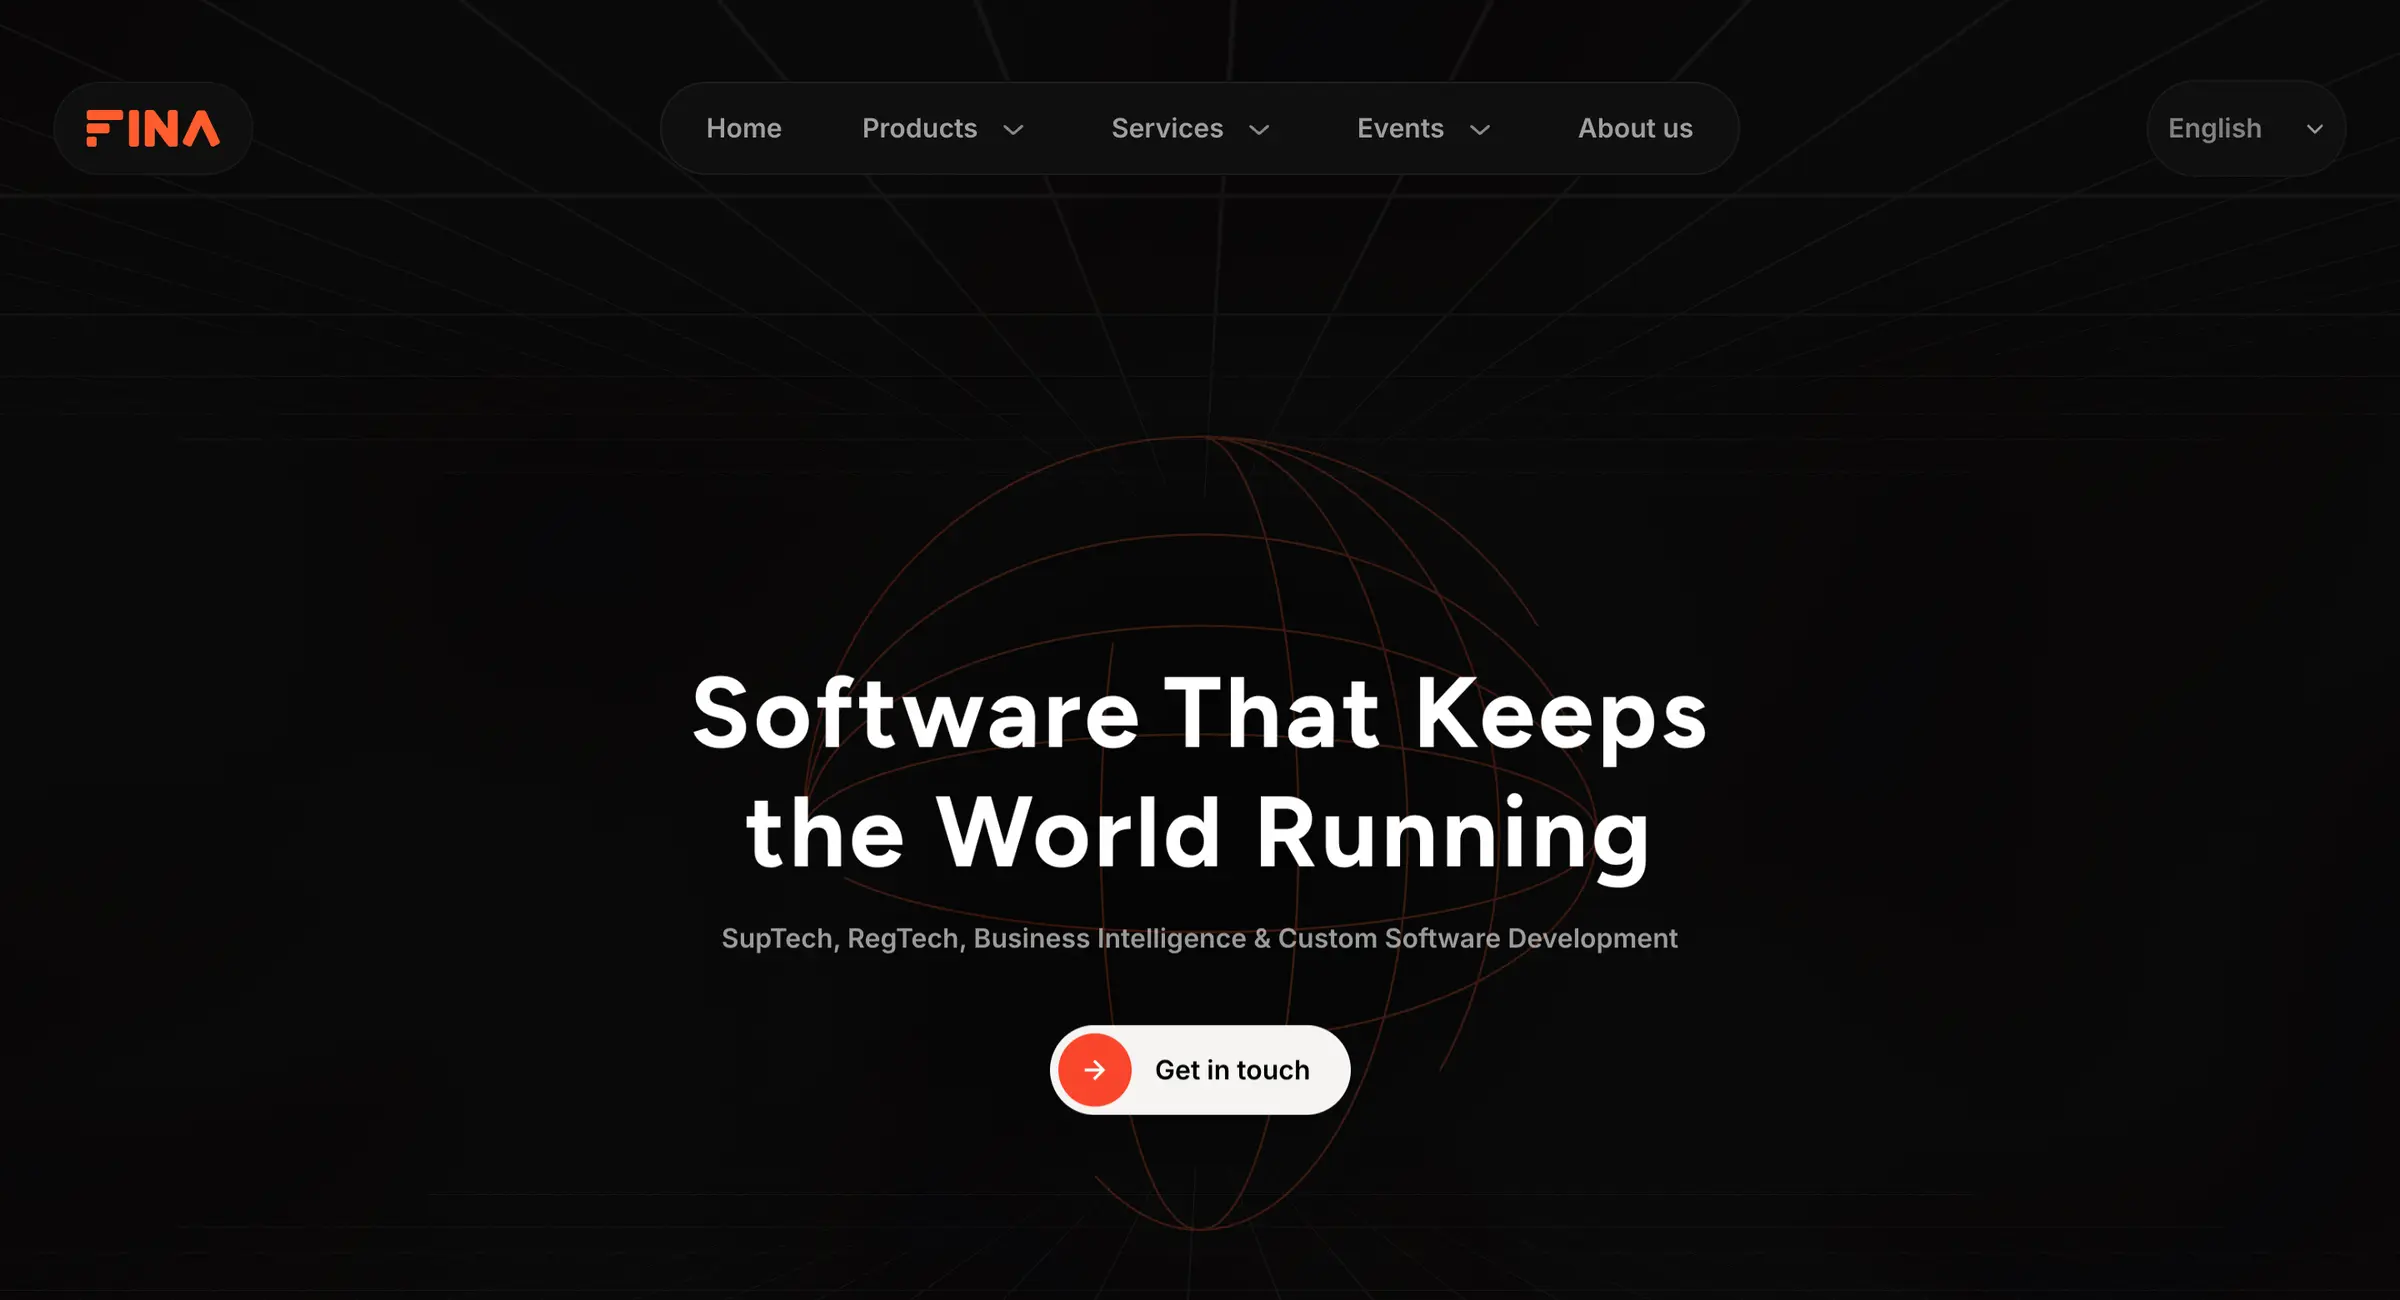 FINA
Home
Products
Services
Events
About us
English
Software That Keeps
the World Running
SupTech, RegTech, Business Intelligence & Custom Software Development
Get in touch